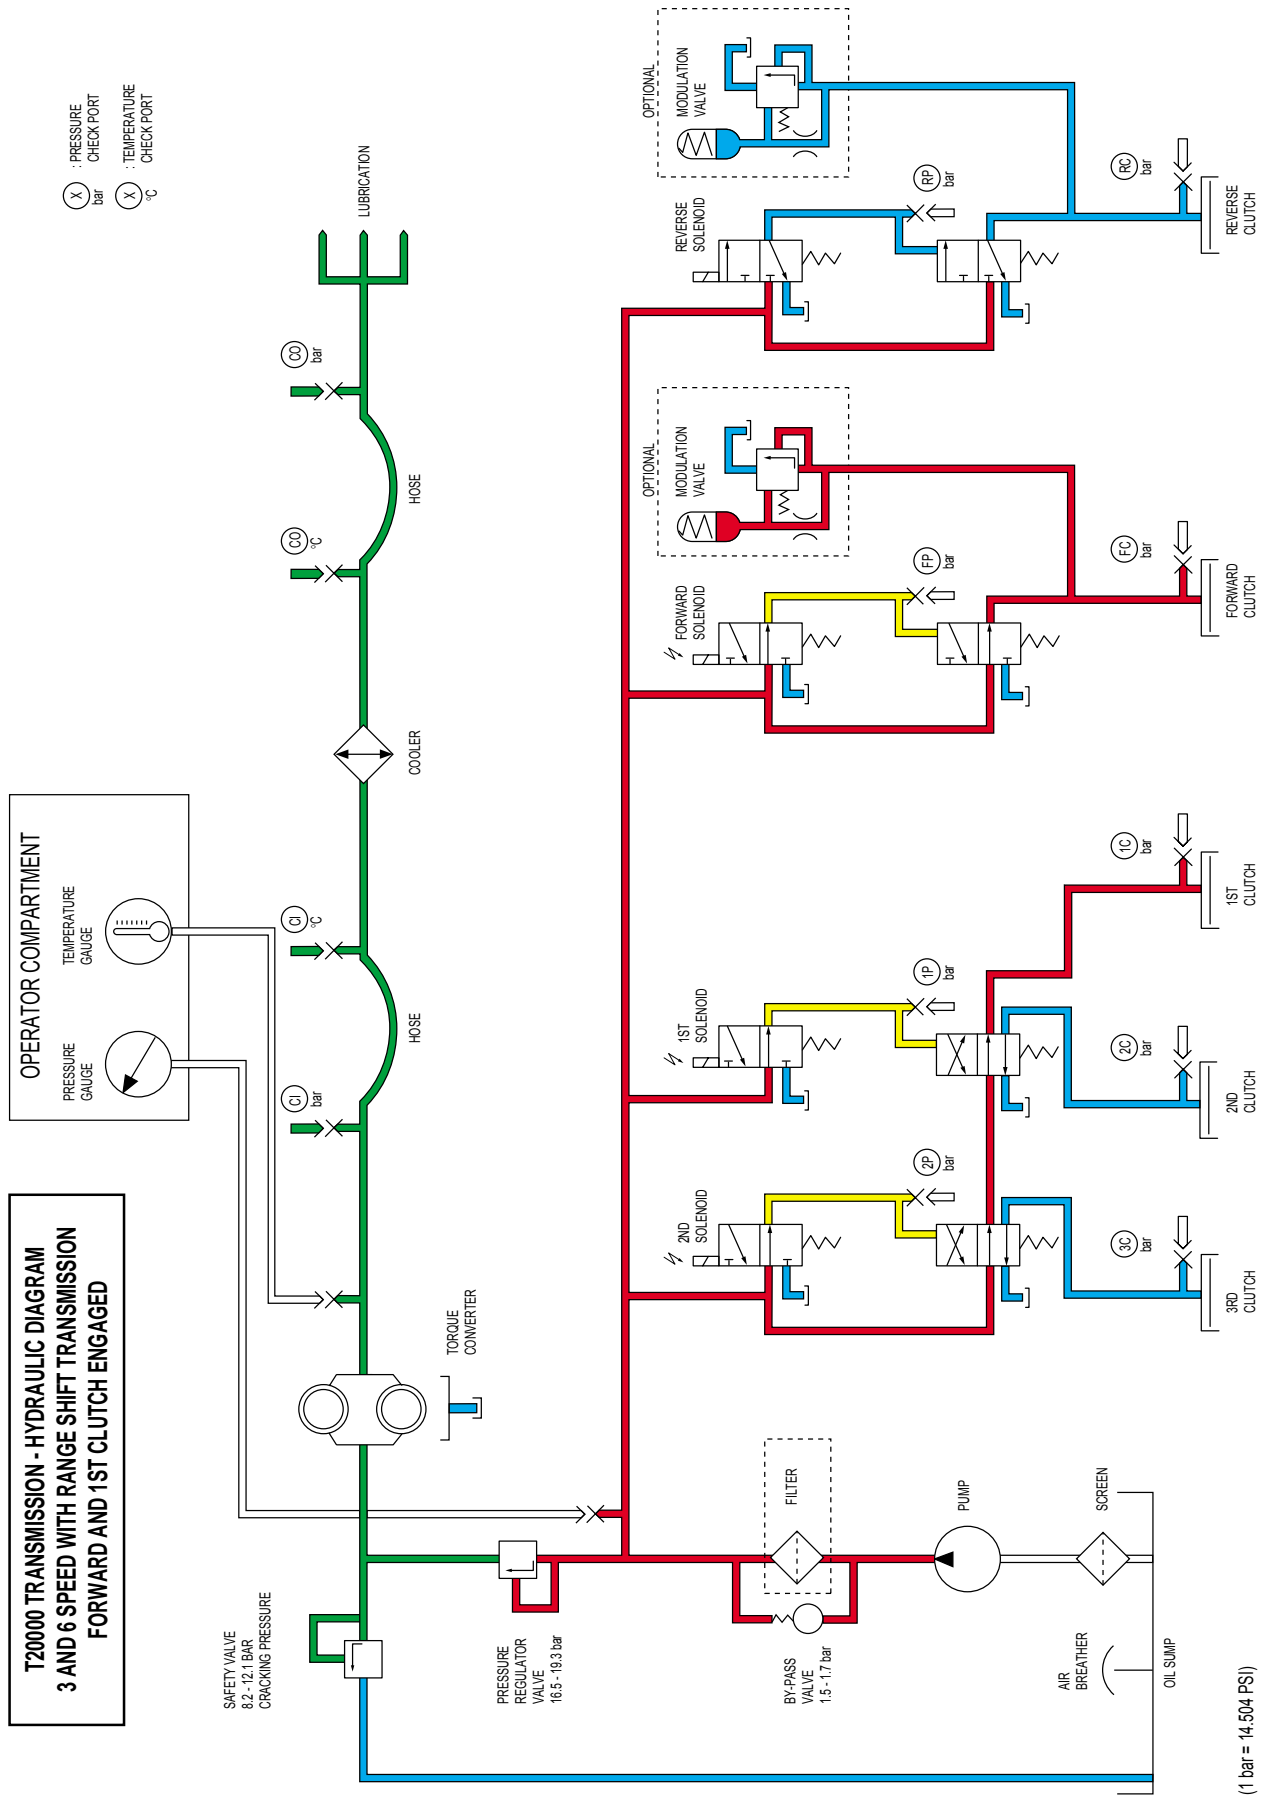 T20000 TRANSMISSION - HYDRAULIC DIAGRAM
3 AND 6 SPEED WITH RANGE SHIFT TRANSMISSION
FORWARD AND 1ST CLUTCH ENGAGED
OPERATOR COMPARTMENT
PRESSURE
GAUGE
TEMPERATURE
GAUGE
X
bar
: PRESSURE
CHECK PORT
X
°C
: TEMPERATURE
CHECK PORT
SAFETY VALVE
8.2 - 12.1 BAR
CRACKING PRESSURE
TORQUE
CONVERTER
CI
bar
HOSE
CI
°C
COOLER
CO
°C
HOSE
CO
bar
LUBRICATION
PRESSURE
REGULATOR
VALVE
16.5 - 19.3 bar
BY-PASS
VALVE
1.5 - 1.7 bar
FILTER
PUMP
SCREEN
AIR
BREATHER
OIL SUMP
2ND
SOLENOID
2P
bar
3C
bar
3RD
CLUTCH
1ST
SOLENOID
1P
bar
2C
bar
2ND
CLUTCH
1C
bar
1ST
CLUTCH
OPTIONAL
MODULATION
VALVE
FORWARD
SOLENOID
FP
bar
FC
bar
FORWARD
CLUTCH
OPTIONAL
MODULATION
VALVE
REVERSE
SOLENOID
RP
bar
RC
bar
REVERSE
CLUTCH
(1 bar = 14.504 PSI)